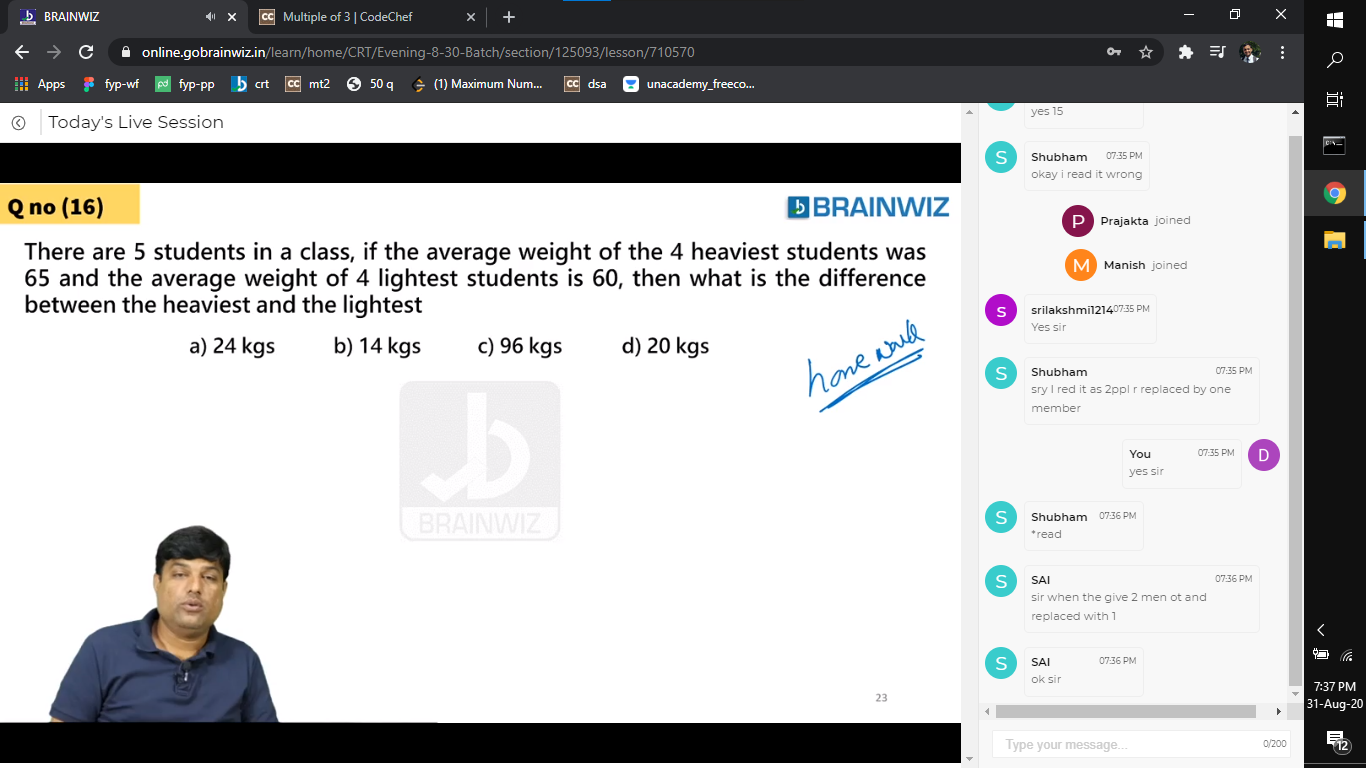 BRAINWIZ
Multiple of 3 | CodeChef
online.gobrainwiz.in/learn/home/CRT/Evening-8-30-Batch/section/125093/lesson/710570
Apps fyp-wf fyp-pp crt mt2 50 q (1) Maximum Num... dsa unacademy_freeco...
Today's Live Session
Q no (16)
BRAINWIZ
There are 5 students in a class, if the average weight of the 4 heaviest students was
65 and the average weight of 4 lightest students is 60, then what is the difference
between the heaviest and the lightest
a) 24 kgs b) 14 kgs c) 96 kgs d) 20 kgs
home work
BRAINWIZ
23
yes 15
S Shubham 07:35 PM
okay i read it wrong
P Prajakta joined
M Manish joined
s srilakshmi1214 07:35 PM
Yes sir
S Shubham 07:35 PM
sry I red it as 2ppl r replaced by one
member
You 07:35 PM D
yes sir
S Shubham 07:36 PM
*read
S SAI 07:36 PM
sir when the give 2 men ot and
replaced with 1
S SAI 07:36 PM
ok sir
Type your message... 0/200
7:37 PM
31-Aug-20
12